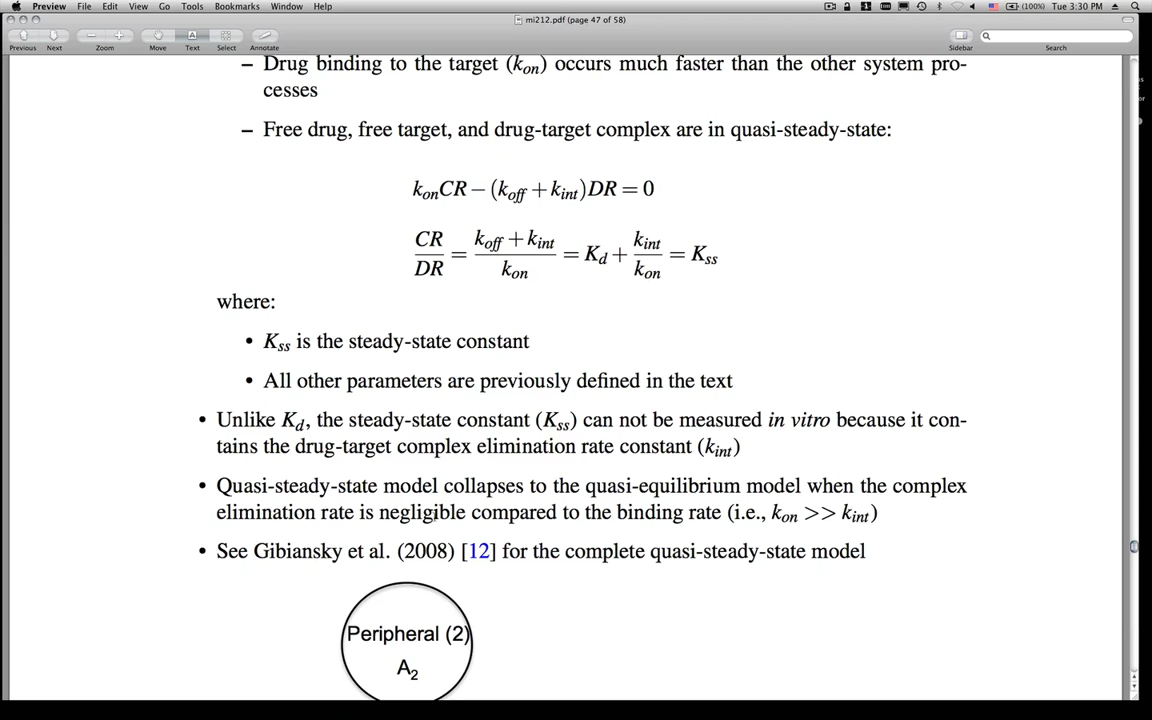 Preview File Edit View Go Tools Bookmarks Window Help (100%) Tue 3:30 PM
mi212.pdf (page 47 of 58)
Previous Next Zoom Move Text Select Annotate Sidebar Search
– Drug binding to the target (k_on) occurs much faster than the other system pro-
cesses
– Free drug, free target, and drug-target complex are in quasi-steady-state:
k_on CR − (k_off + k_int)DR = 0
CR/DR = (k_off + k_int)/k_on = K_d + k_int/k_on = K_ss
where:
• K_ss is the steady-state constant
• All other parameters are previously defined in the text
• Unlike K_d, the steady-state constant (K_ss) can not be measured in vitro because it con-
tains the drug-target complex elimination rate constant (k_int)
• Quasi-steady-state model collapses to the quasi-equilibrium model when the complex
elimination rate is negligible compared to the binding rate (i.e., k_on >> k_int)
• See Gibiansky et al. (2008) [12] for the complete quasi-steady-state model
Peripheral (2)
A_2